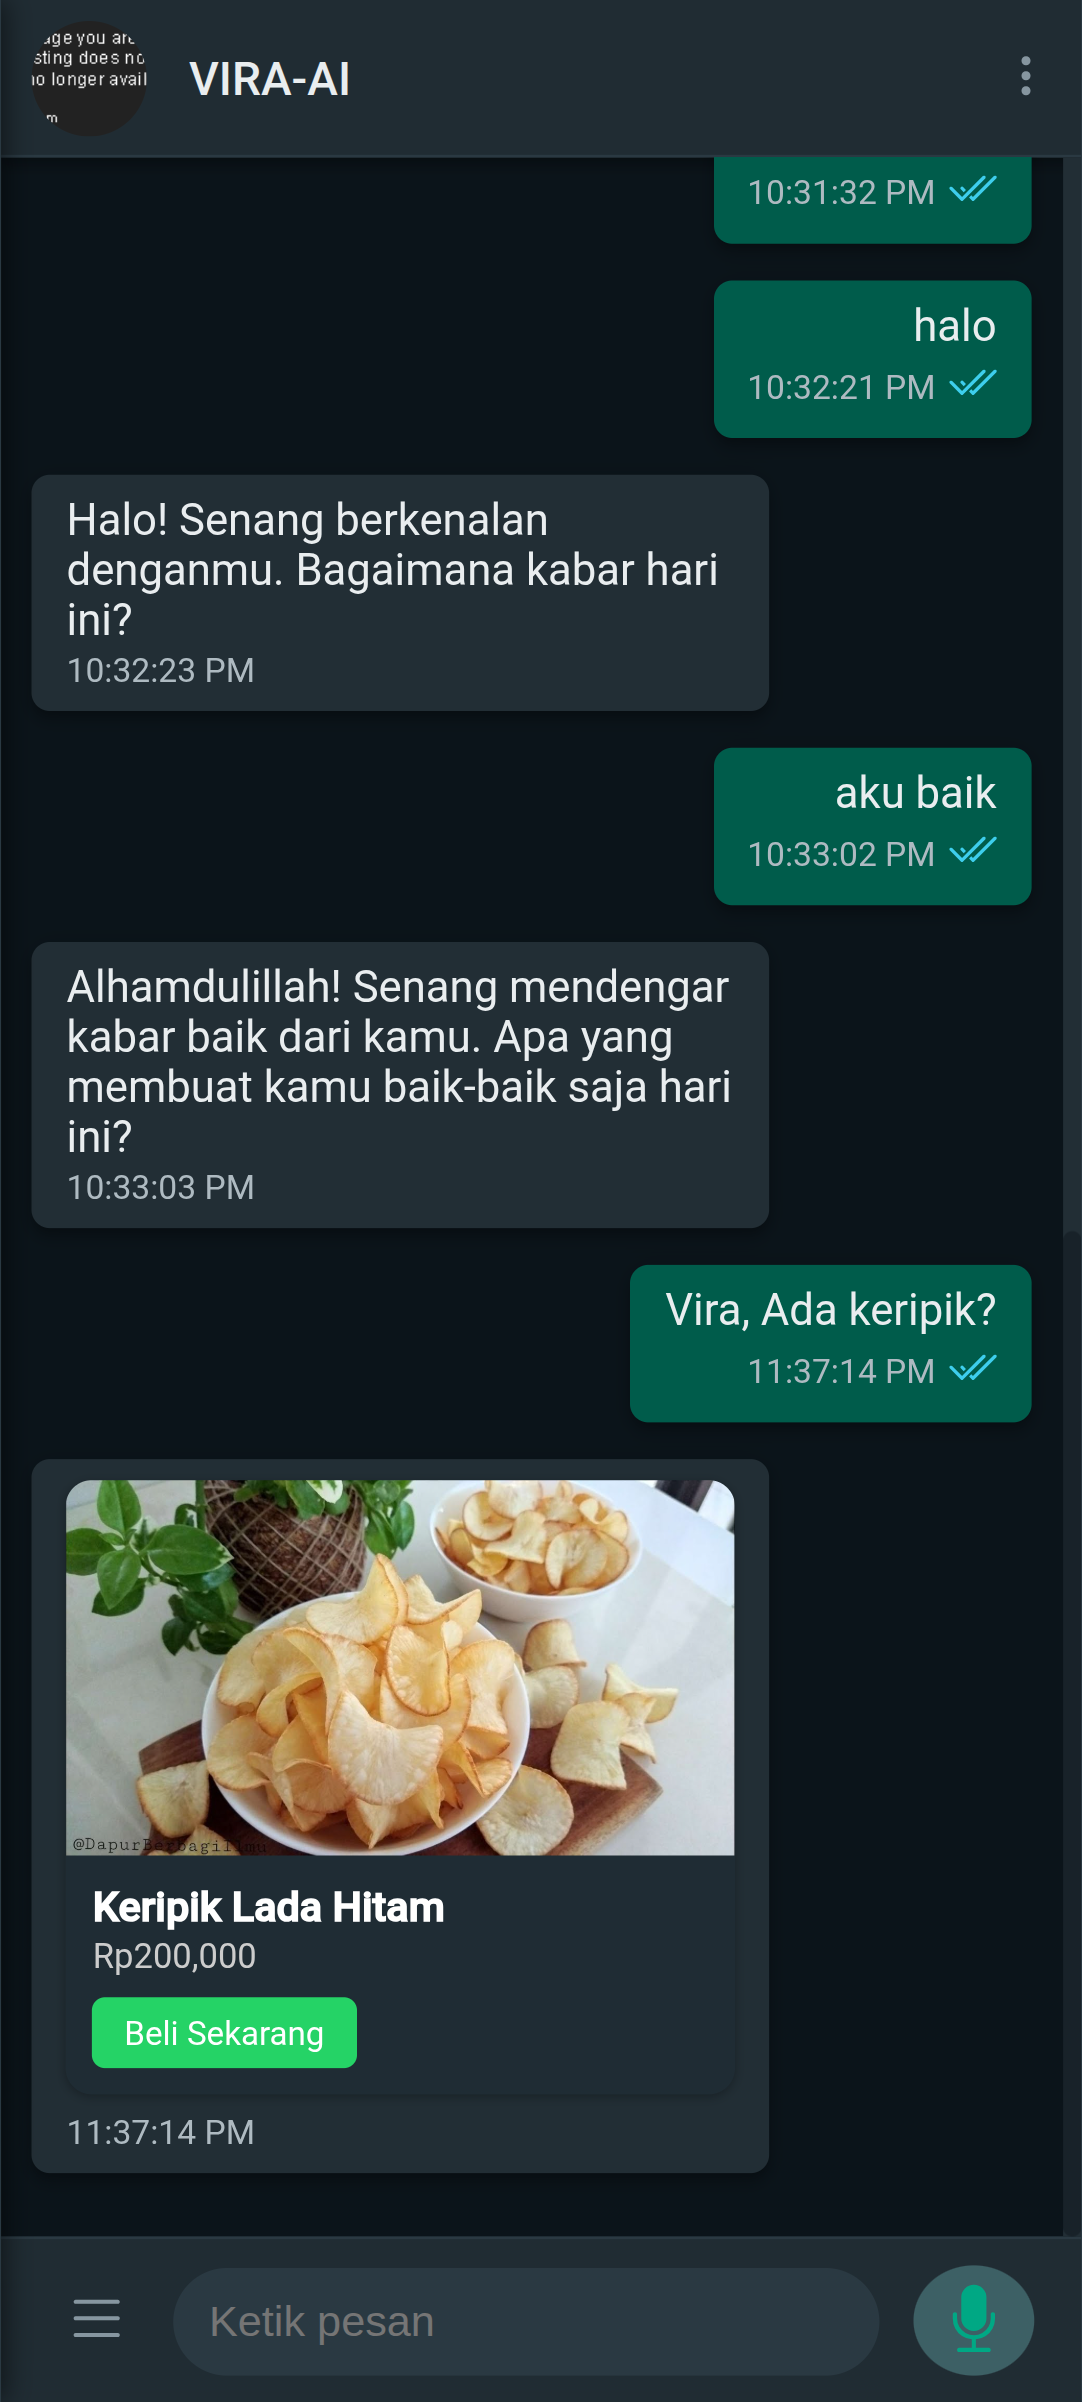 age you are
sting does no
no longer avail
m
VIRA-AI
10:31:32 PM
halo
10:32:21 PM
Halo! Senang berkenalan
denganmu. Bagaimana kabar hari
ini?
10:32:23 PM
aku baik
10:33:02 PM
Alhamdulillah! Senang mendengar
kabar baik dari kamu. Apa yang
membuat kamu baik-baik saja hari
ini?
10:33:03 PM
Vira, Ada keripik?
11:37:14 PM
@DapurBerbagiIlmu
Keripik Lada Hitam
Rp200,000
Beli Sekarang
11:37:14 PM
Ketik pesan